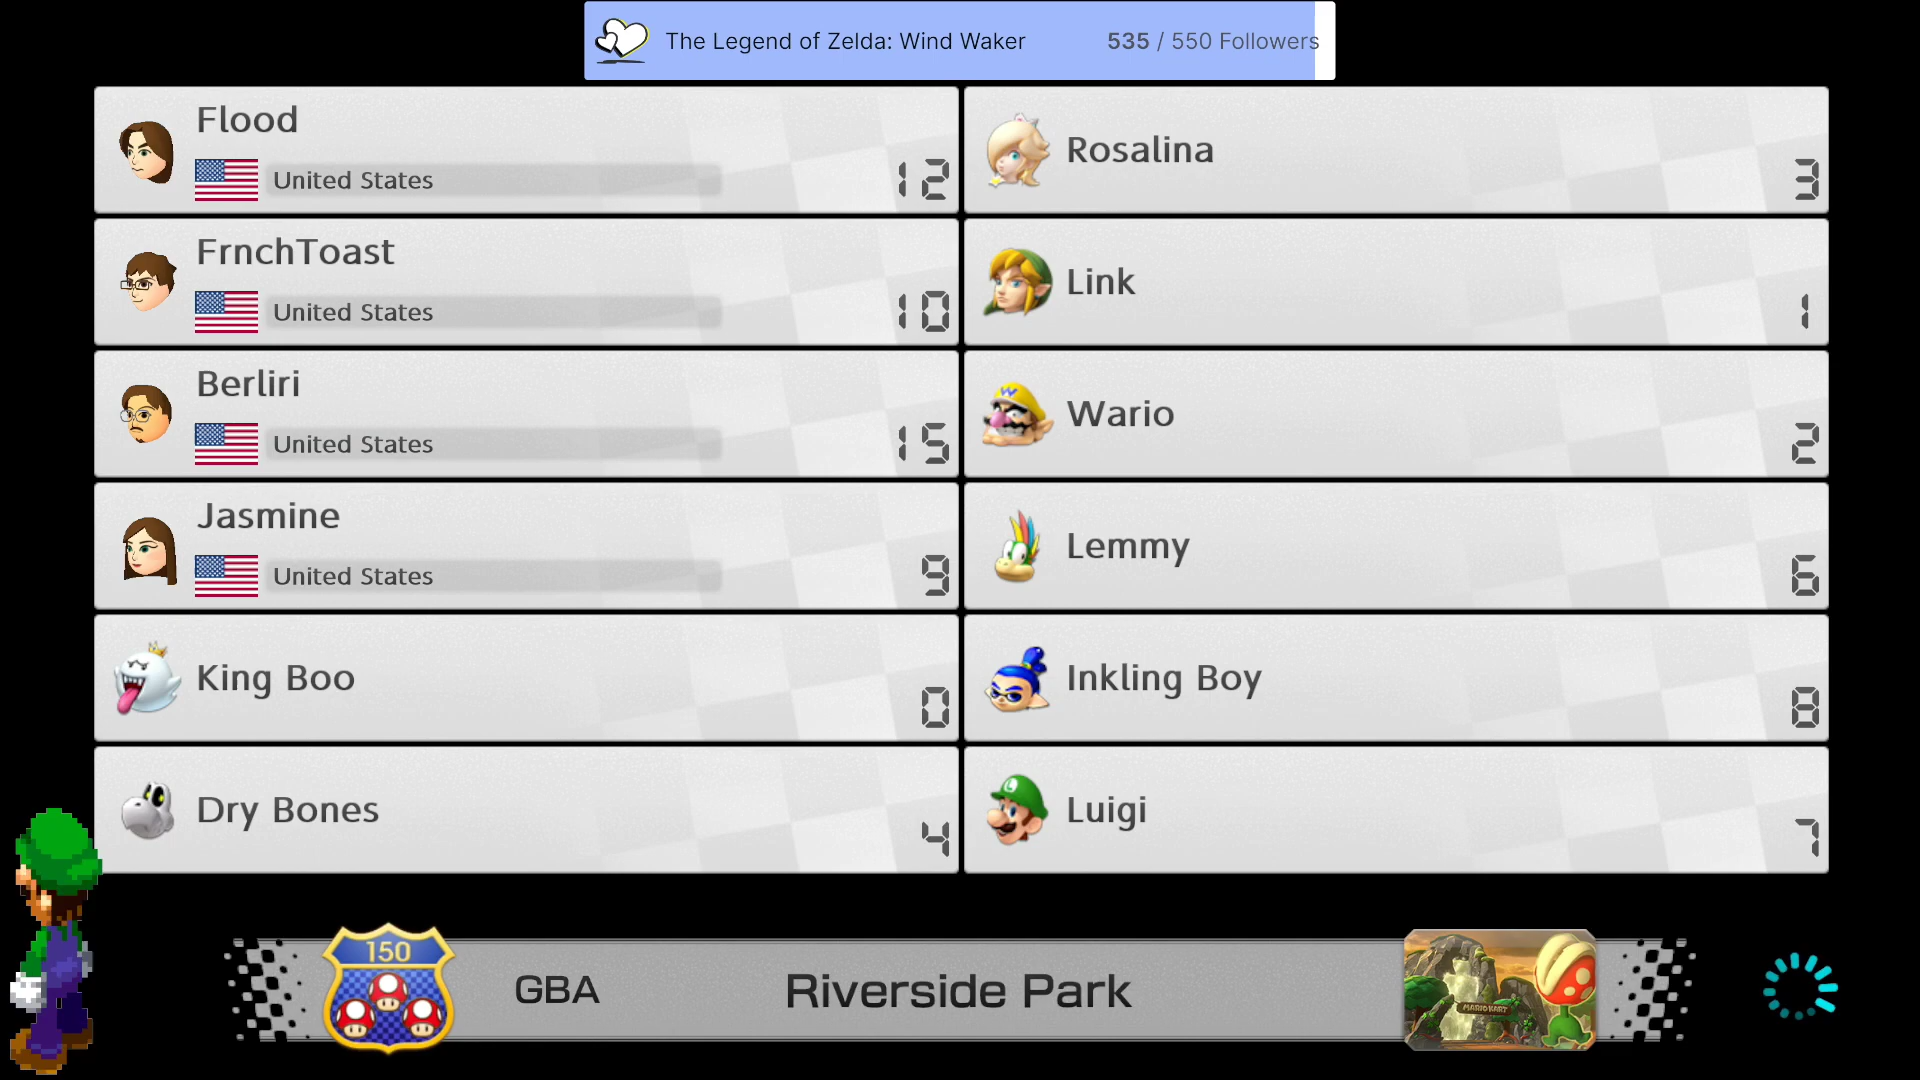 The Legend of Zelda: Wind Waker 535 / 550 Followers
Flood
United States
12
FrnchToast
United States
10
Berliri
United States
15
Jasmine
United States
9
King Boo
0
Dry Bones
4
Rosalina
3
Link
1
Wario
2
Lemmy
6
Inkling Boy
8
Luigi
7
150
GBA Riverside Park
MARIO KART